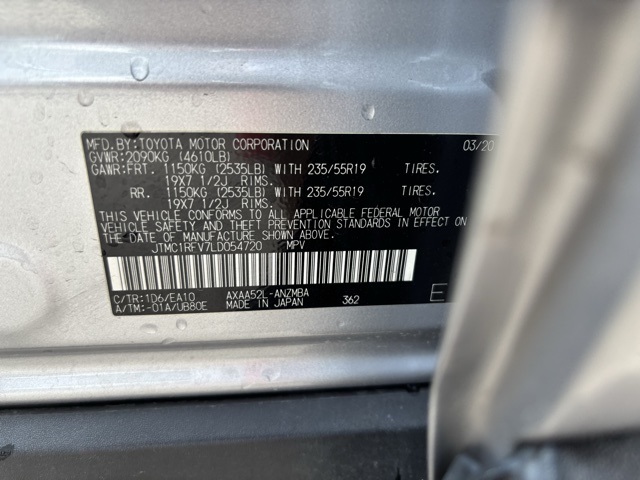 MFD.BY:TOYOTA MOTOR CORPORATION 03/20
GVWR:2090KG (4610LB)
GAWR:FRT. 1150KG (2535LB) WITH 235/55R19 TIRES.
19X7 1/2J RIMS.
RR. 1150KG (2535LB) WITH 235/55R19 TIRES.
19X7 1/2J RIMS.
THIS VEHICLE CONFORMS TO ALL APPLICABLE FEDERAL MOTOR
VEHICLE SAFETY AND THEFT PREVENTION STANDARDS IN EFFECT
ON THE DATE OF MANUFACTURE SHOWN ABOVE.
JTMC1RFV7LD054720 MPV
C/TR:1D6/EA10 AXAA52L-ANZMBA
A/TM:-01A/UB80E MADE IN JAPAN 362 E